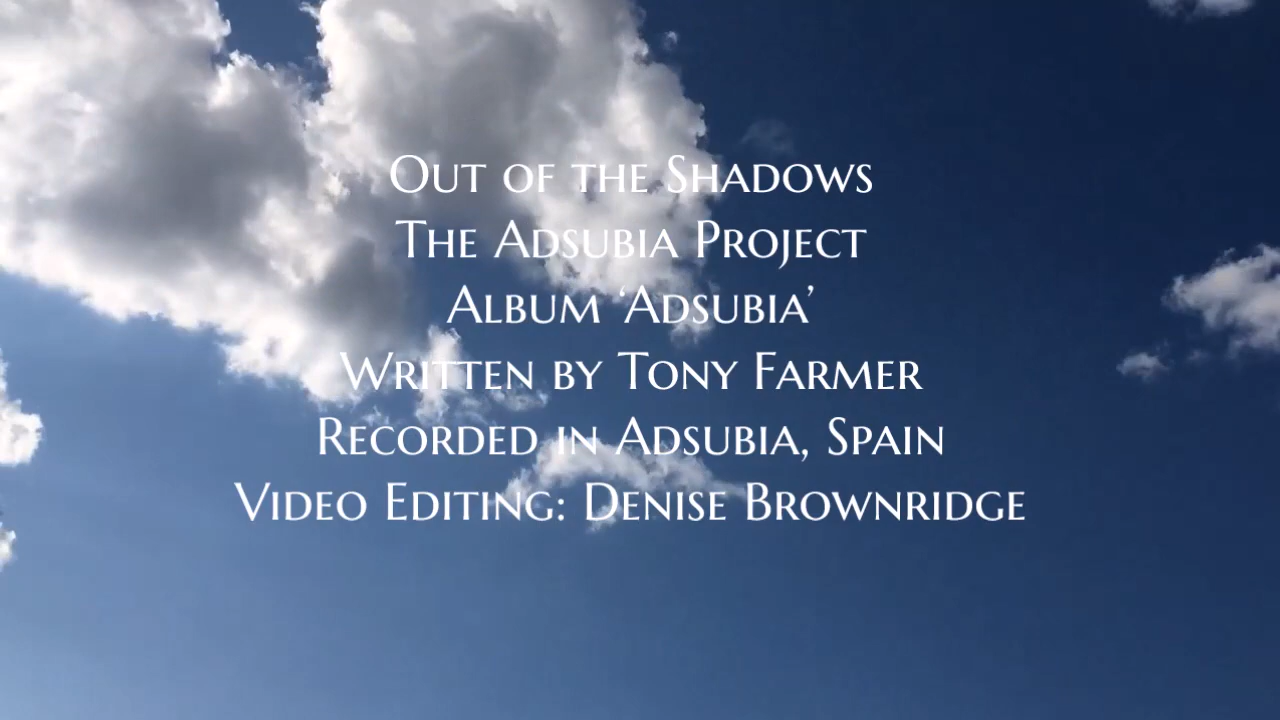 Out of the Shadows
The Adsubia Project
Album ‘Adsubia’
Written by Tony Farmer
Recorded in Adsubia, Spain
Video Editing: Denise Brownridge